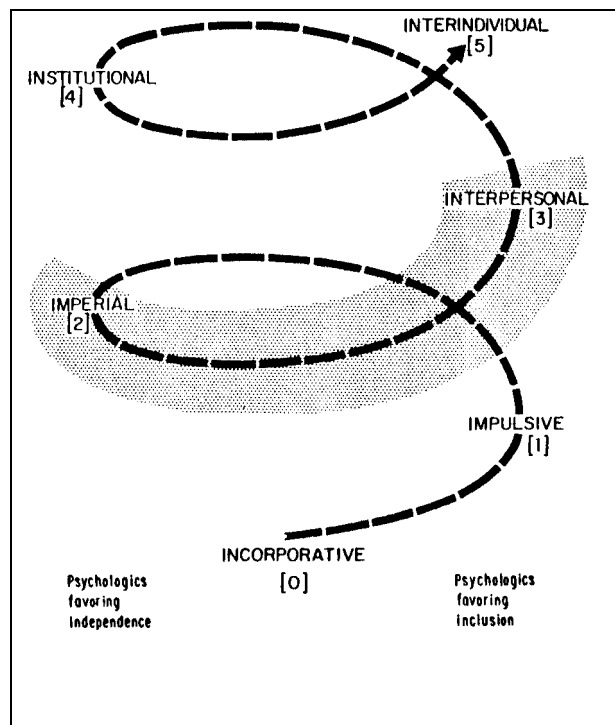 INTERINDIVIDUAL
[5]
INSTITUTIONAL
[4]
INTERPERSONAL
[3]
IMPERIAL
[2]
IMPULSIVE
[1]
INCORPORATIVE
[0]
Psychologics
favoring
independence
Psychologics
favoring
inclusion